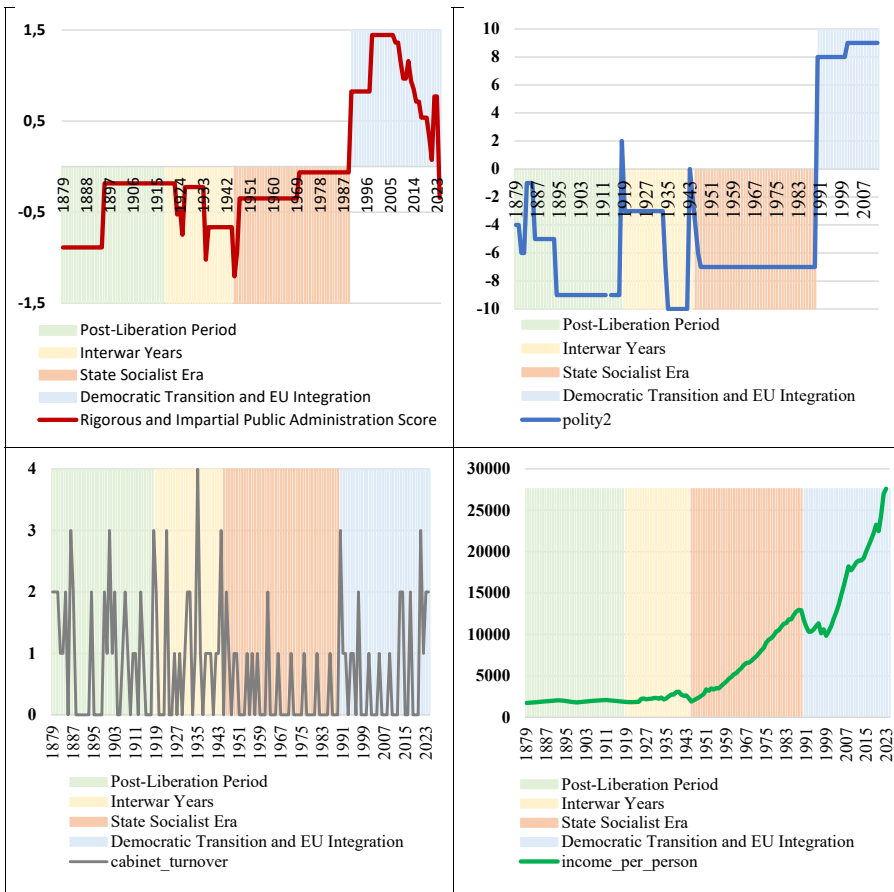 1,5
0,5
-0,5
-1,5
1879 1888 1897 1906 1915 1924 1933 1942 1951 1960 1969 1978 1987 1996 2005 2014 2023
Post-Liberation Period
Interwar Years
State Socialist Era
Democratic Transition and EU Integration
Rigorous and Impartial Public Administration Score
10
8
6
4
2
0
-2
-4
-6
-8
-10
1879 1887 1895 1903 1911 1919 1927 1935 1943 1951 1959 1967 1975 1983 1991 1999 2007
Post-Liberation Period
Interwar Years
State Socialist Era
Democratic Transition and EU Integration
polity2
4
3
2
1
0
1879 1887 1895 1903 1911 1919 1927 1935 1943 1951 1959 1967 1975 1983 1991 1999 2007 2015 2023
Post-Liberation Period
Interwar Years
State Socialist Era
Democratic Transition and EU Integration
cabinet_turnover
30000
25000
20000
15000
10000
5000
0
1879 1887 1895 1903 1911 1919 1927 1935 1943 1951 1959 1967 1975 1983 1991 1999 2007 2015 2023
Post-Liberation Period
Interwar Years
State Socialist Era
Democratic Transition and EU Integration
income_per_person